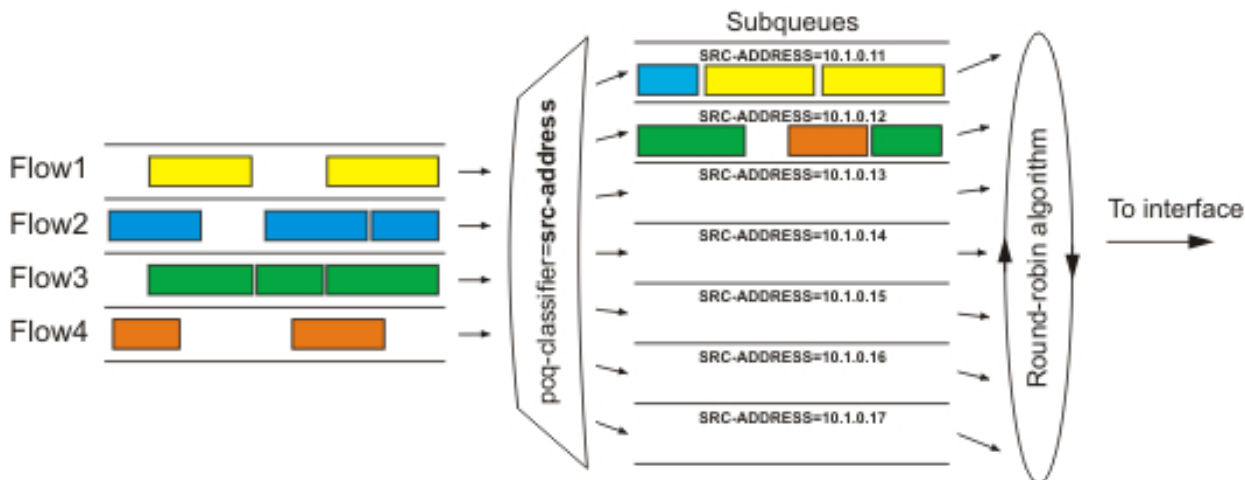 Subqueues
SRC-ADDRESS=10.1.0.11
SRC-ADDRESS=10.1.0.12
Flow1
SRC-ADDRESS=10.1.0.13
Flow2
SRC-ADDRESS=10.1.0.14
Flow3
SRC-ADDRESS=10.1.0.15
Flow4
SRC-ADDRESS=10.1.0.16
SRC-ADDRESS=10.1.0.17
pcq-classifier=src-address
Round-robin algorithm
To interface